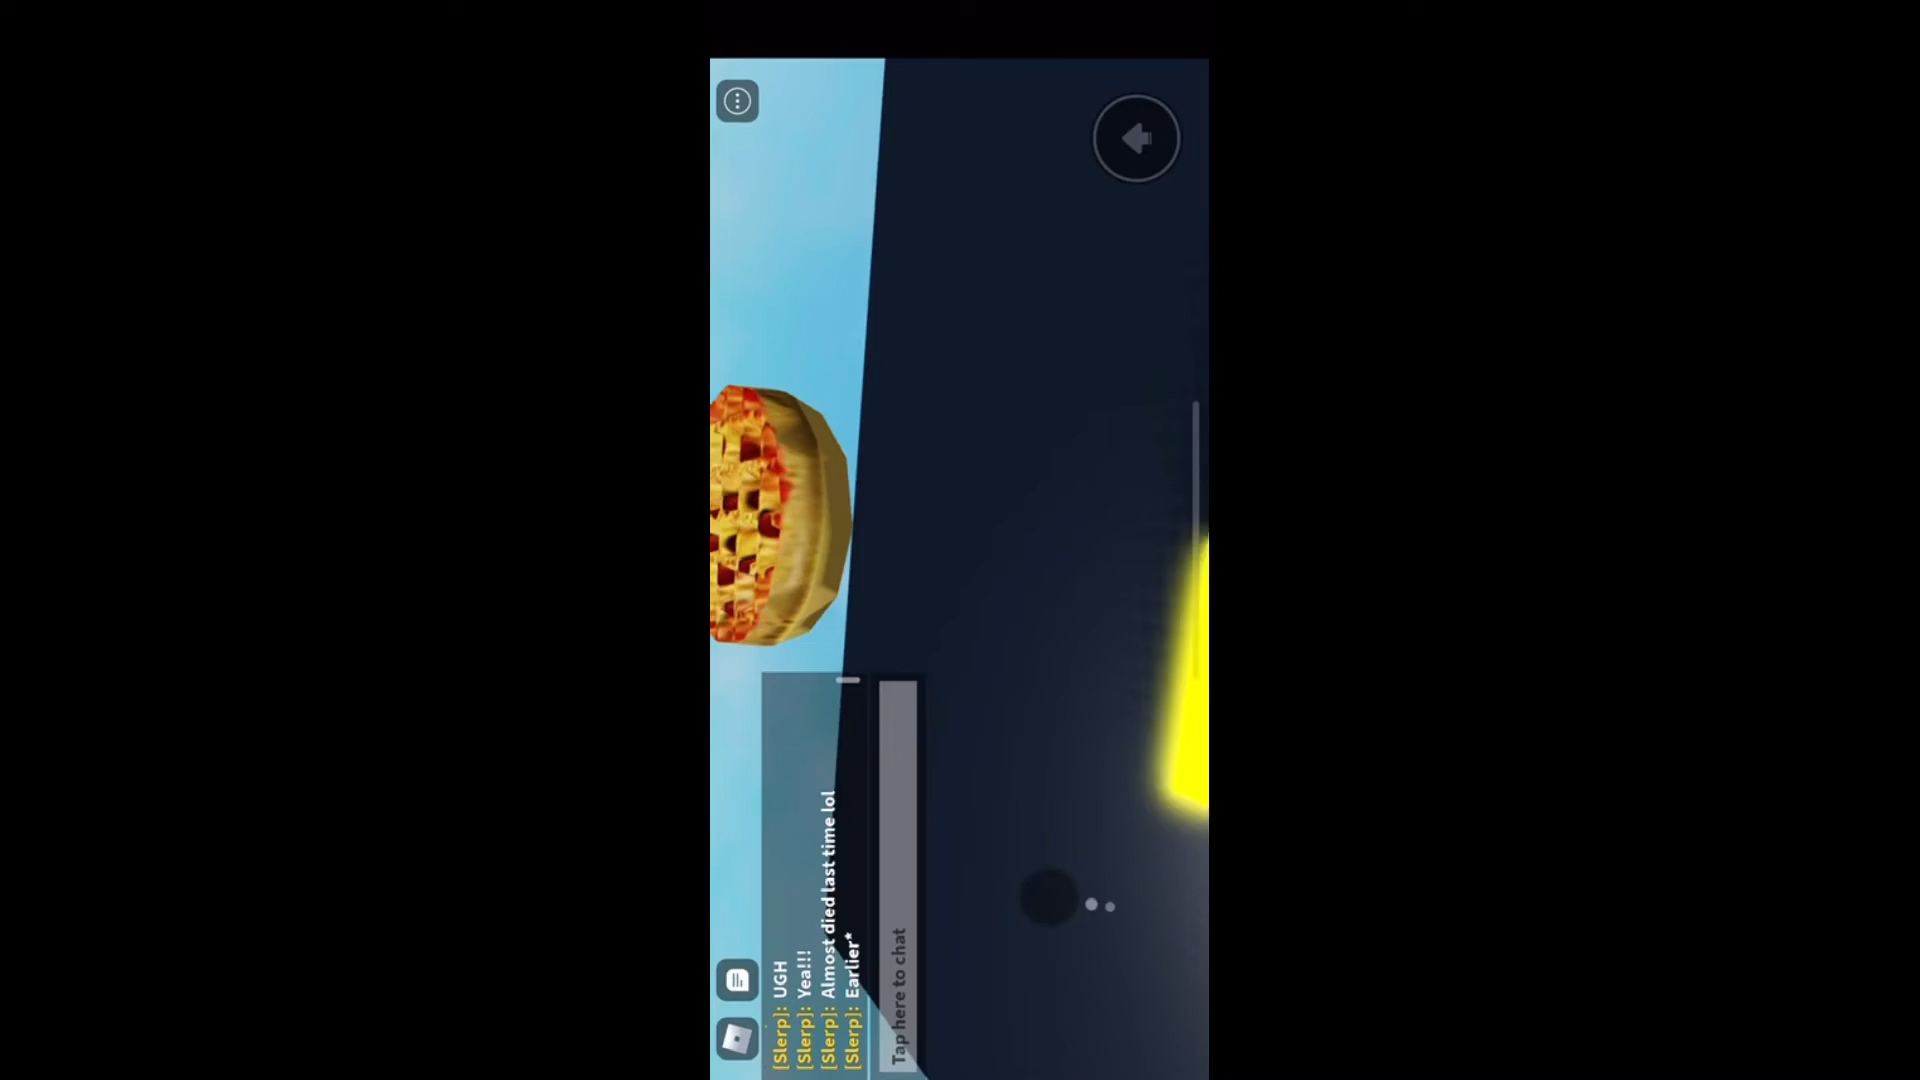 [Slerp]: UGH
[Slerp]: Yea!!!
[Slerp]: Almost died last time lol
[Slerp]: Earlier*
Tap here to chat